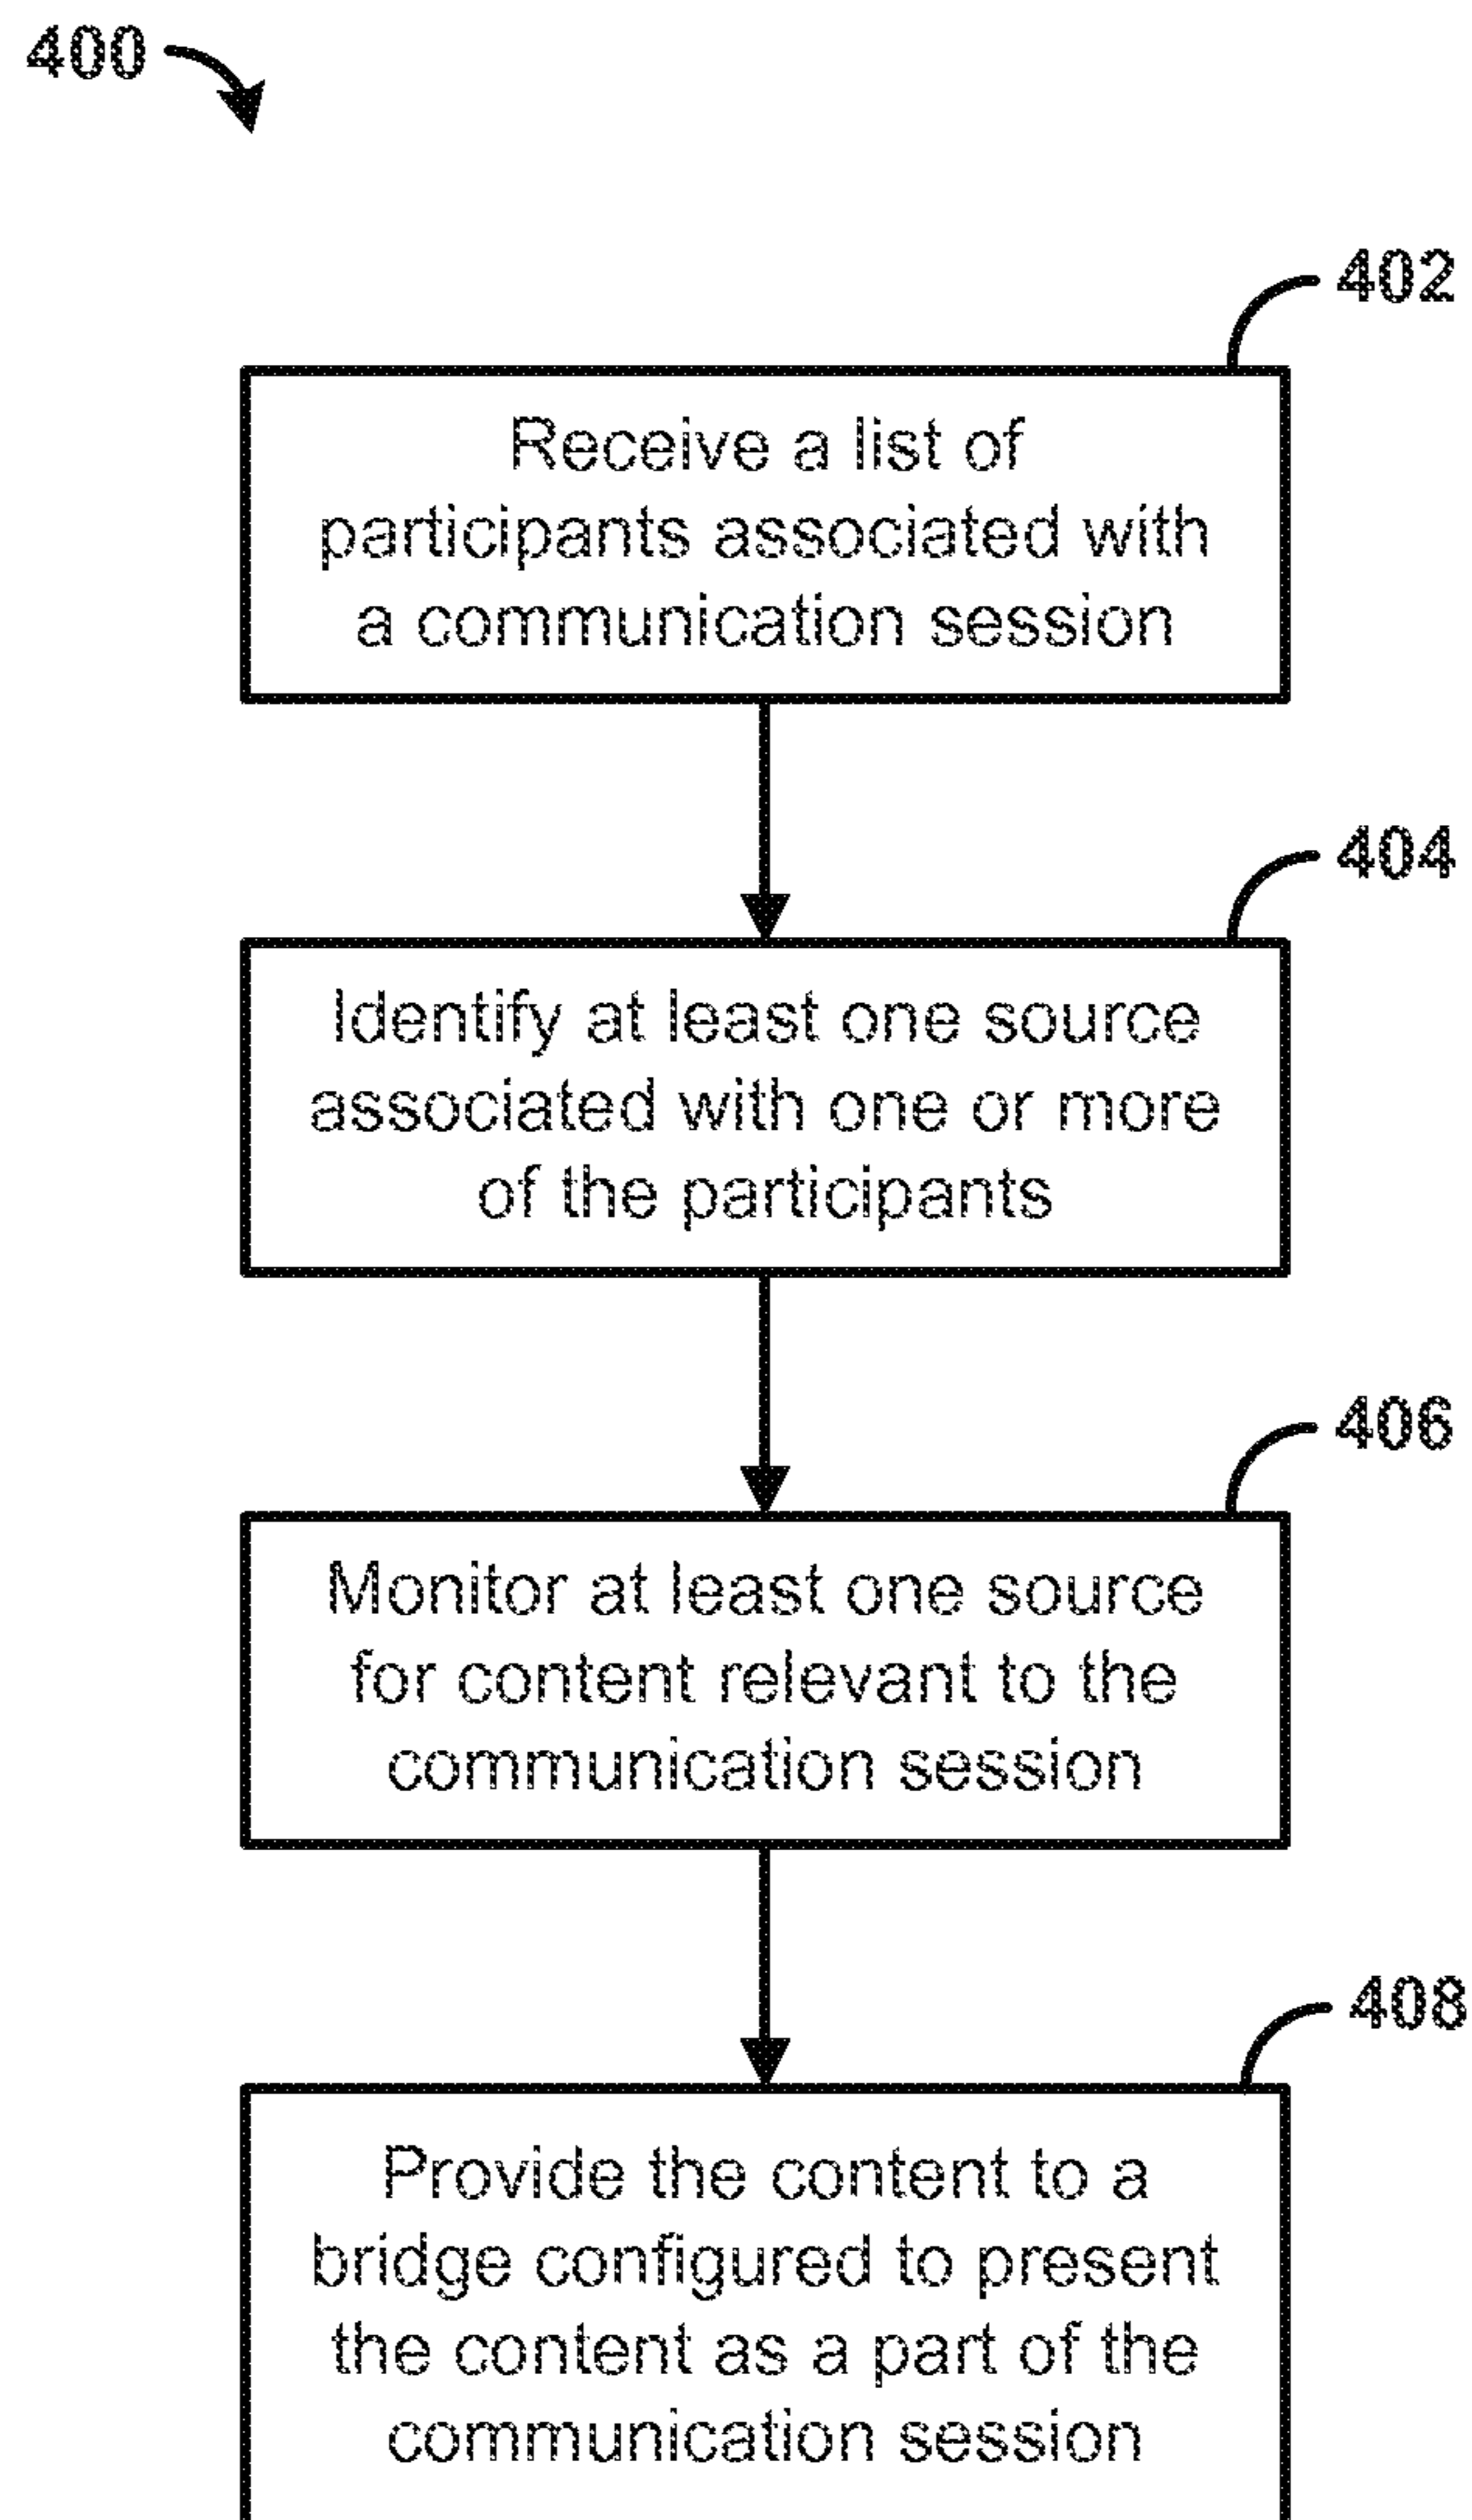 400
402
Receive a list of
participants associated with
a communication session
404
Identify at least one source
associated with one or more
of the participants
406
Monitor at least one source
for content relevant to the
communication session
408
Provide the content to a
bridge configured to present
the content as a part of the
communication session